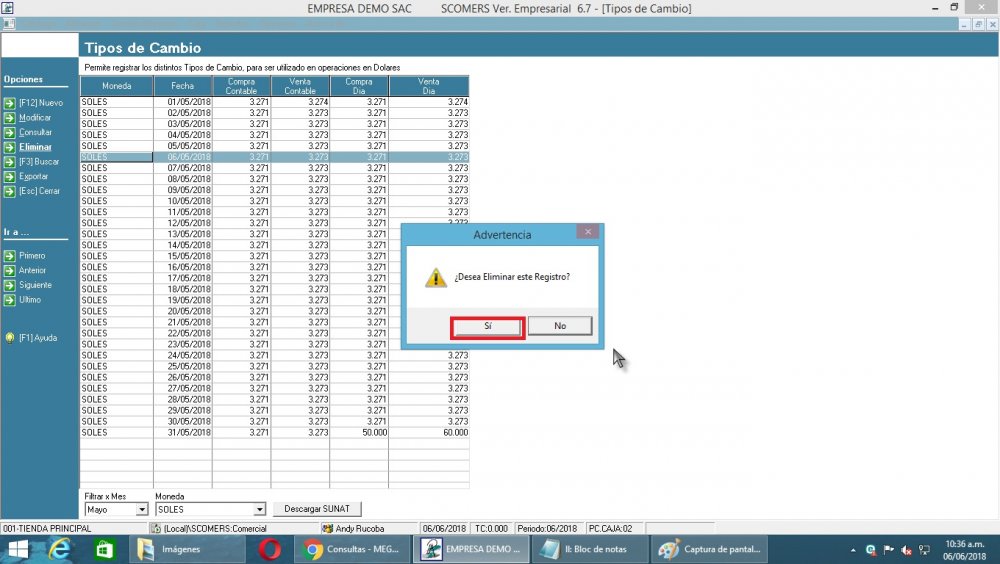 EMPRESA DEMO SAC SCOMERS Ver. Empresarial 6.7 - [Tipos de Cambio]
Tipos de Cambio
Permite registrar los distintos Tipos de Cambio, para ser utilizado en operaciones en Dolares
Opciones
[F12] Nuevo
Modificar
Consultar
Eliminar
[F3] Buscar
Exportar
[Esc] Cerrar
Ir a ...
Primero
Anterior
Siguiente
Ultimo
[F1] Ayuda
Moneda Fecha Compra Contable Venta Contable Compra Dia Venta Dia
SOLES 01/05/2018 3.271 3.274 3.271 3.274
SOLES 02/05/2018 3.271 3.273 3.271 3.273
SOLES 03/05/2018 3.271 3.273 3.271 3.273
SOLES 04/05/2018 3.271 3.273 3.271 3.273
SOLES 05/05/2018 3.271 3.273 3.271 3.273
SOLES 06/05/2018 3.271 3.273 3.271 3.273
SOLES 07/05/2018 3.271 3.273 3.271 3.273
SOLES 08/05/2018 3.271 3.273 3.271 3.273
SOLES 09/05/2018 3.271 3.273 3.271 3.273
SOLES 10/05/2018 3.271 3.273 3.271 3.273
SOLES 11/05/2018 3.271 3.273 3.271 3.273
SOLES 12/05/2018 3.271 3.273 3.271 3.273
SOLES 13/05/2018 3.271 3.273 3.271
SOLES 14/05/2018 3.271 3.273 3.271
SOLES 15/05/2018 3.271 3.273 3.271
SOLES 16/05/2018 3.271 3.273 3.271
SOLES 17/05/2018 3.271 3.273 3.271
SOLES 18/05/2018 3.271 3.273 3.271
SOLES 19/05/2018 3.271 3.273 3.271
SOLES 20/05/2018 3.271 3.273 3.271
SOLES 21/05/2018 3.271 3.273 3.271
SOLES 22/05/2018 3.271 3.273 3.271
SOLES 23/05/2018 3.271 3.273 3.271
SOLES 24/05/2018 3.271 3.273 3.271 3.273
SOLES 25/05/2018 3.271 3.273 3.271 3.273
SOLES 26/05/2018 3.271 3.273 3.271 3.273
SOLES 27/05/2018 3.271 3.273 3.271 3.273
SOLES 28/05/2018 3.271 3.273 3.271 3.273
SOLES 29/05/2018 3.271 3.273 3.271 3.273
SOLES 30/05/2018 3.271 3.273 3.271 3.273
SOLES 31/05/2018 3.271 3.273 50.000 60.000
Advertencia
¿Desea Eliminar este Registro?
Sí No
Filtrar x Mes Moneda
Mayo SOLES Descargar SUNAT
001-TIENDA PRINCIPAL (Local)\SCOMERS:Comercial Andy Rucoba 06/06/2018 TC:0.000 Periodo:06/2018 PC.CAJA:02
Imágenes Consultas - MEG... EMPRESA DEMO ... II: Bloc de notas Captura de pantal...
10:36 a.m.
06/06/2018